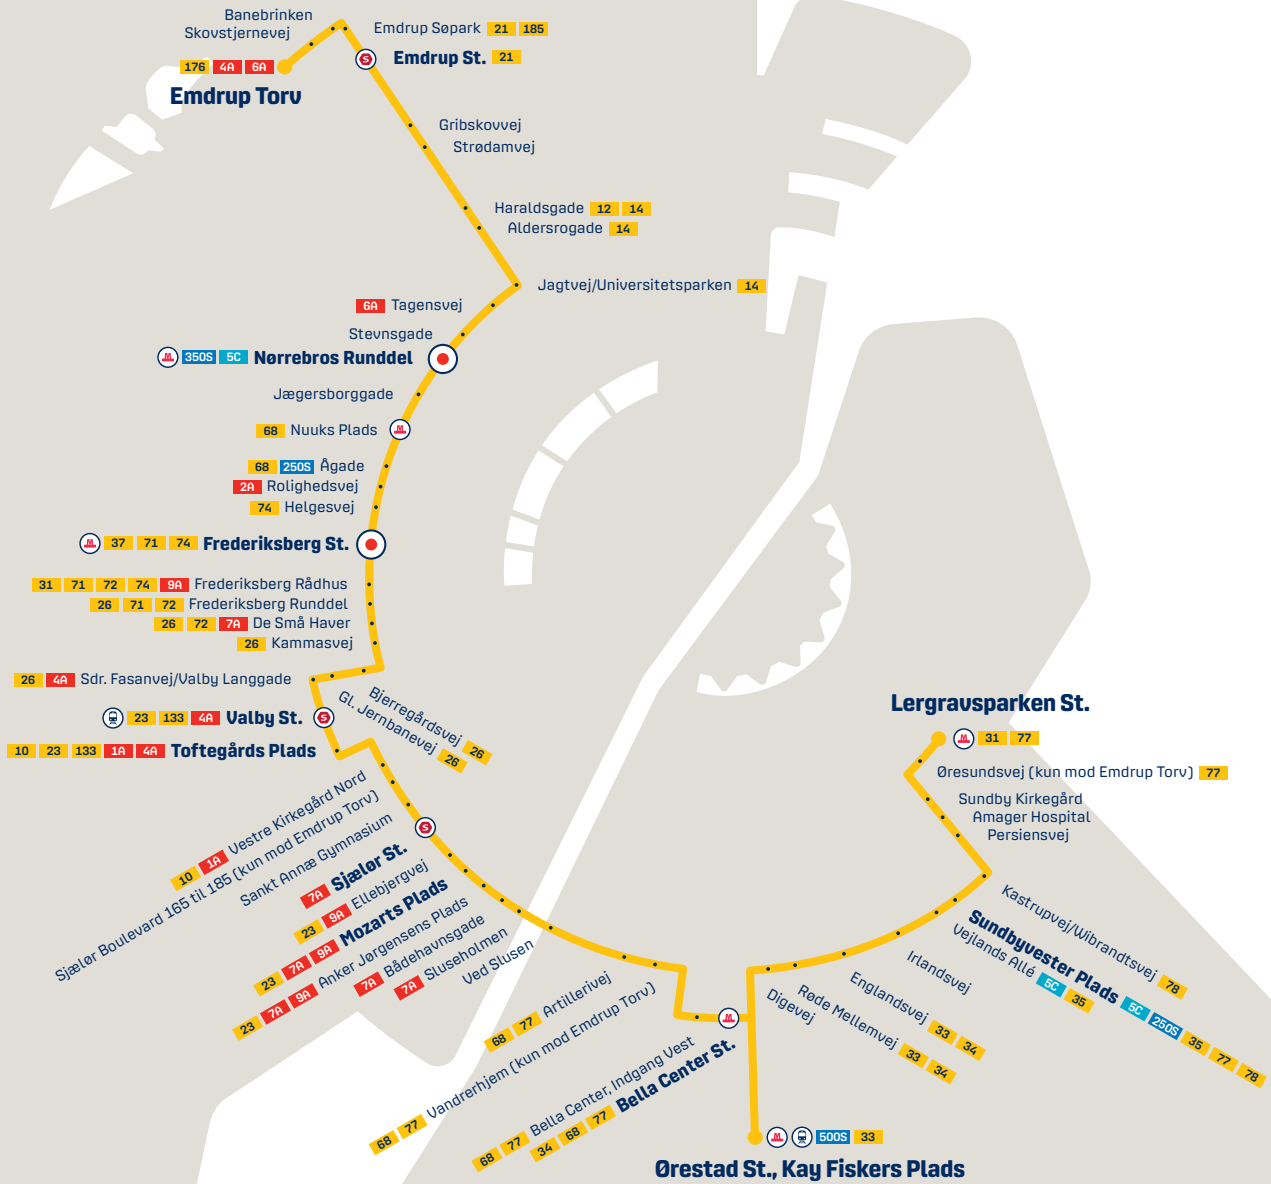 Banebrinken
Skovstjernevej
176 4A 6A
Emdrup Torv
Emdrup Søpark 21 185
S Emdrup St. 21
Gribskovvej
Strødamvej
Haraldsgade 12 14
Aldersrogade 14
Jagtvej/Universitetsparken 14
6A Tagensvej
Stevnsgade
M 350S 5C Nørrebros Runddel
Jægersborggade
68 Nuuks Plads M
68 250S Ågade
2A Rolighedsvej
74 Helgesvej
M 37 71 74 Frederiksberg St.
31 71 72 74 9A Frederiksberg Rådhus
26 71 72 Frederiksberg Runddel
26 72 7A De Små Haver
26 Kammasvej
26 4A Sdr. Fasanvej/Valby Langgade
Bjerregårdsvej 26
Gl. Jernbanevej 26
23 133 4A Valby St. S
10 23 133 1A 4A Toftegårds Plads
10 1A Vestre Kirkegård Nord
Sjælør Boulevard 165 til 185 (kun mod Emdrup Torv)
Sankt Annæ Gymnasium
7A Sjælør St. S
23 9A Ellebjergvej
23 7A 9A Mozarts Plads
23 7A 9A Anker Jørgensens Plads
7A Bådehavnsgade
7A Sluseholmen
Ved Slusen
68 77 Artillerivej
68 77 Vandrerhjem (kun mod Emdrup Torv)
68 77 Bella Center, Indgang Vest
34 68 77 Bella Center St. M
M 500S 33
Ørestad St., Kay Fiskers Plads
Digevej
Røde Mellemvej 33 34
Englandsvej 33 34
Irlandsvej
Vejlands Allé 5C 35
Sundbyvester Plads 5C 250S 35 77 78
Kastrupvej/Wibrandtsvej 78
Persiensvej
Amager Hospital
Sundby Kirkegård
Øresundsvej (kun mod Emdrup Torv) 77
M 31 77
Lergravsparken St.